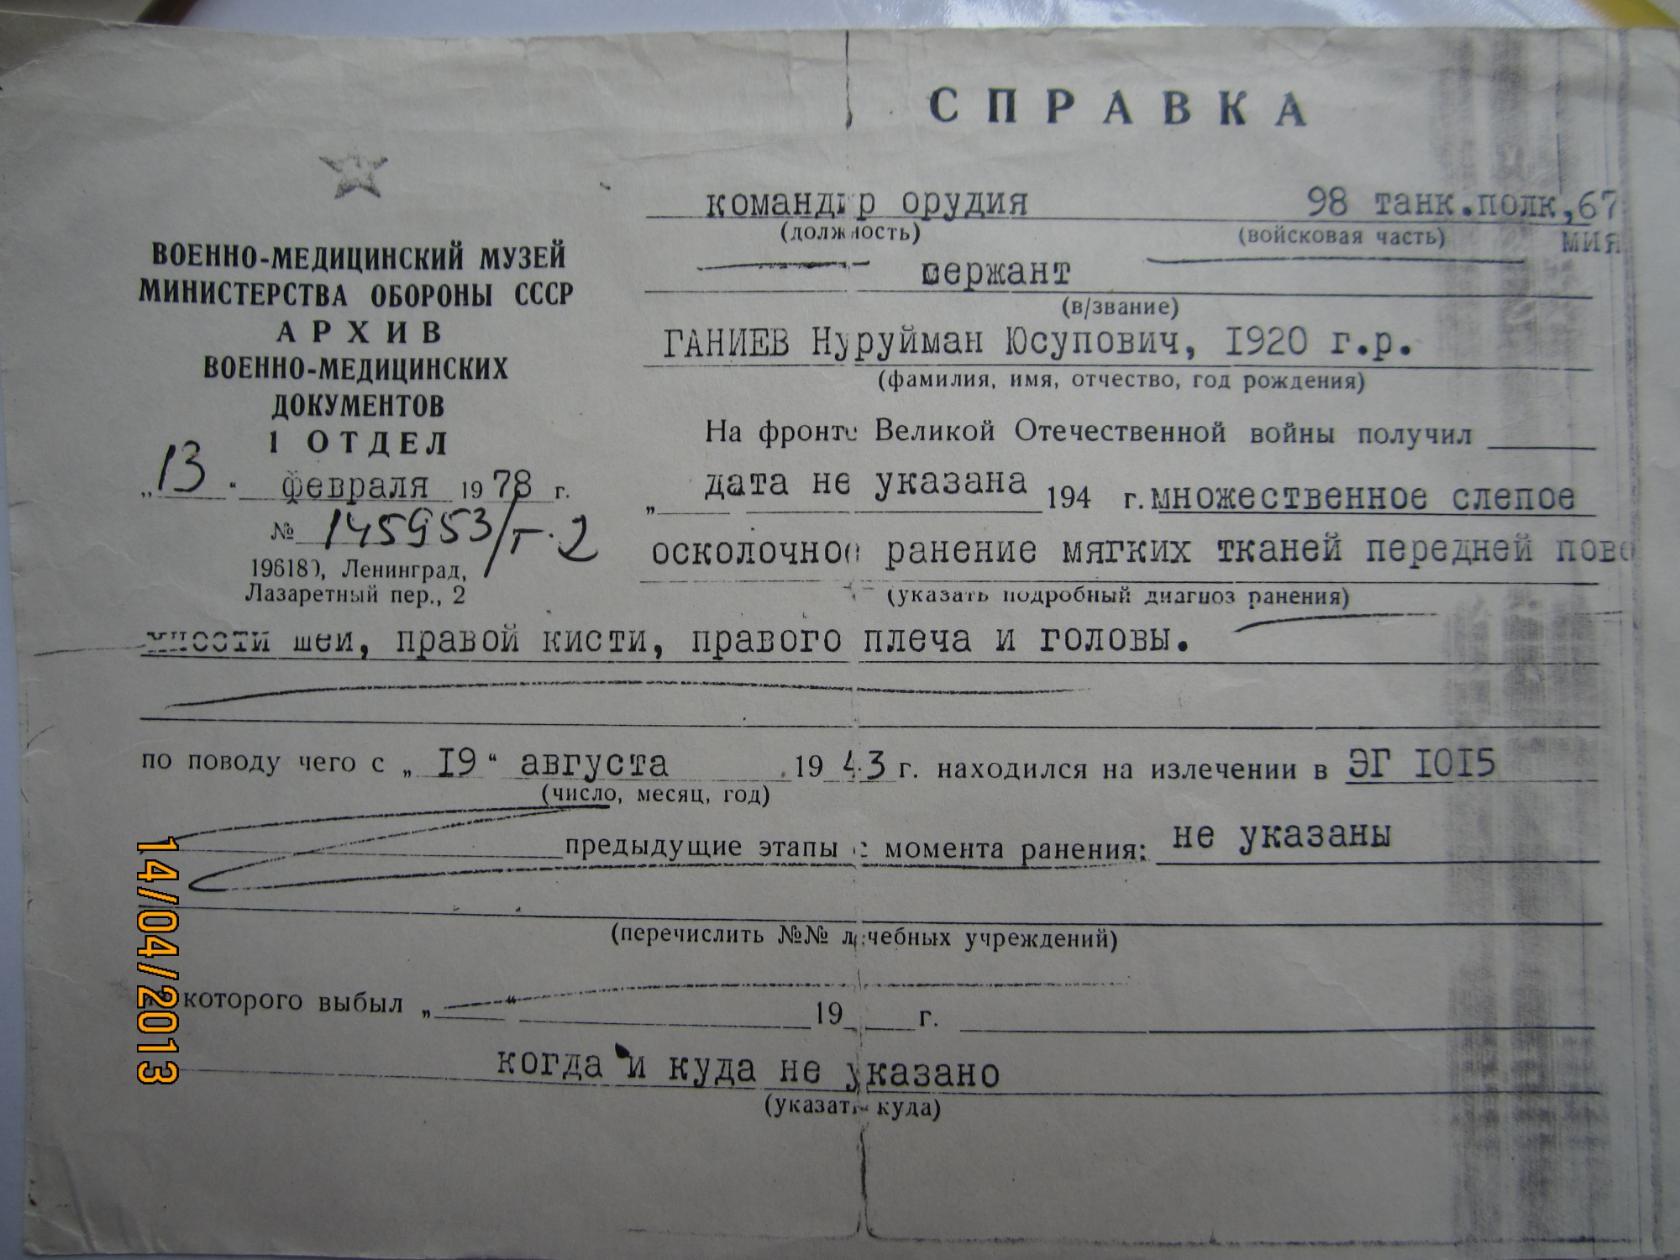 СПРАВКА
ВОЕННО-МЕДИЦИНСКИЙ МУЗЕЙ
МИНИСТЕРСТВА ОБОРОНЫ СССР
АРХИВ
ВОЕННО-МЕДИЦИНСКИХ
ДОКУМЕНТОВ
1 ОТДЕЛ
„13" февраля 1978 г.
№ 145953/Г-2
196180, Ленинград,
Лазаретный пер., 2
командир орудия 98 танк.полк,67
(должность) (войсковая часть) мия
сержант
(в/звание)
ГАНИЕВ Нуруйман Юсупович, 1920 г.р.
(фамилия, имя, отчество, год рождения)
На фронте Великой Отечественной войны получил
„ дата не указана 194 г. множественное слепое
осколочное ранение мягких тканей передней пове
(указать подробный диагноз ранения)
хности шеи, правой кисти, правого плеча и головы.
по поводу чего с „19" августа 1943 г. находился на излечении в ЭГ 1015
(число, месяц, год)
предыдущие этапы с момента ранения: не указаны
(перечислить №№ лечебных учреждений)
которого выбыл „ " 19 г.
когда и куда не указано
(указать куда)
14/04/2013